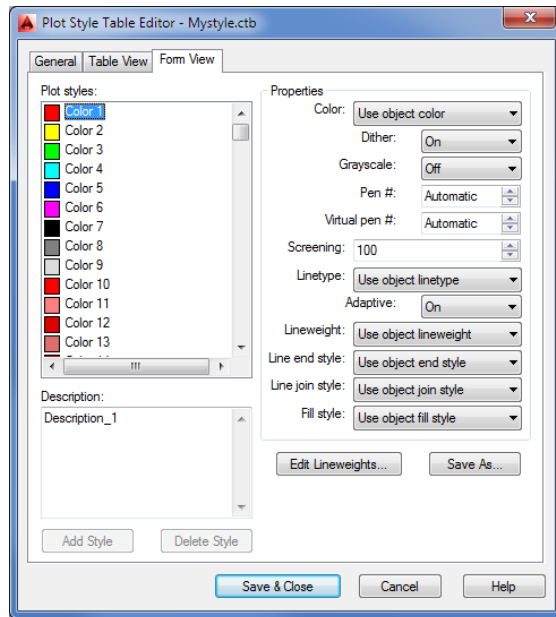 Plot Style Table Editor - Mystyle.ctb
General Table View Form View
Plot styles:
Color 1
Color 2
Color 3
Color 4
Color 5
Color 6
Color 7
Color 8
Color 9
Color 10
Color 11
Color 12
Color 13
Description:
Description_1
Add Style Delete Style
Properties
Color: Use object color
Dither: On
Grayscale: Off
Pen #: Automatic
Virtual pen #: Automatic
Screening: 100
Linetype: Use object linetype
Adaptive: On
Lineweight: Use object lineweight
Line end style: Use object end style
Line join style: Use object join style
Fill style: Use object fill style
Edit Lineweights... Save As...
Save & Close Cancel Help